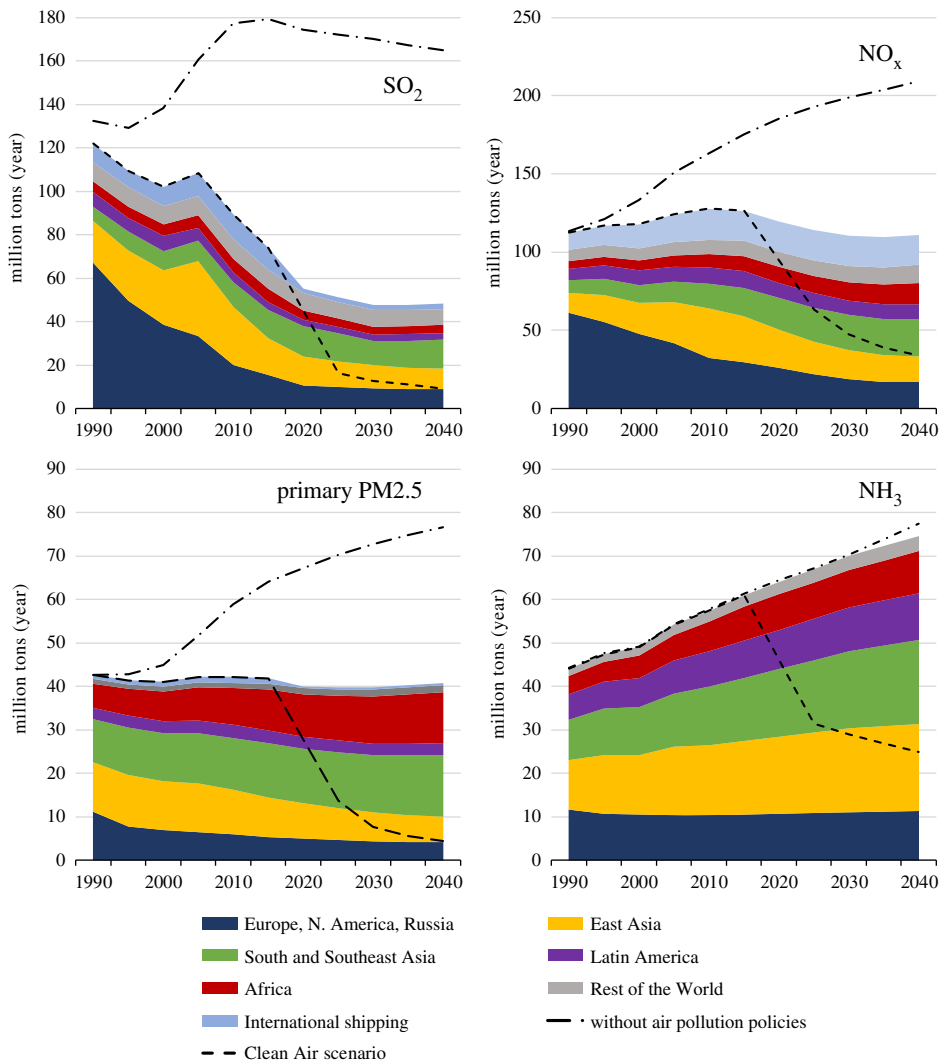 180
160
140
120
100
80
60
40
20
0
million tons (year)
SO2
1990 2000 2010 2020 2030 2040
250
200
150
100
50
0
million tons (year)
NOx
1990 2000 2010 2020 2030 2040
90
80
70
60
50
40
30
20
10
0
million tons (year)
primary PM2.5
1990 2000 2010 2020 2030 2040
90
80
70
60
50
40
30
20
10
0
million tons (year)
NH3
1990 2000 2010 2020 2030 2040
Europe, N. America, Russia
East Asia
South and Southeast Asia
Latin America
Africa
Rest of the World
International shipping
without air pollution policies
Clean Air scenario